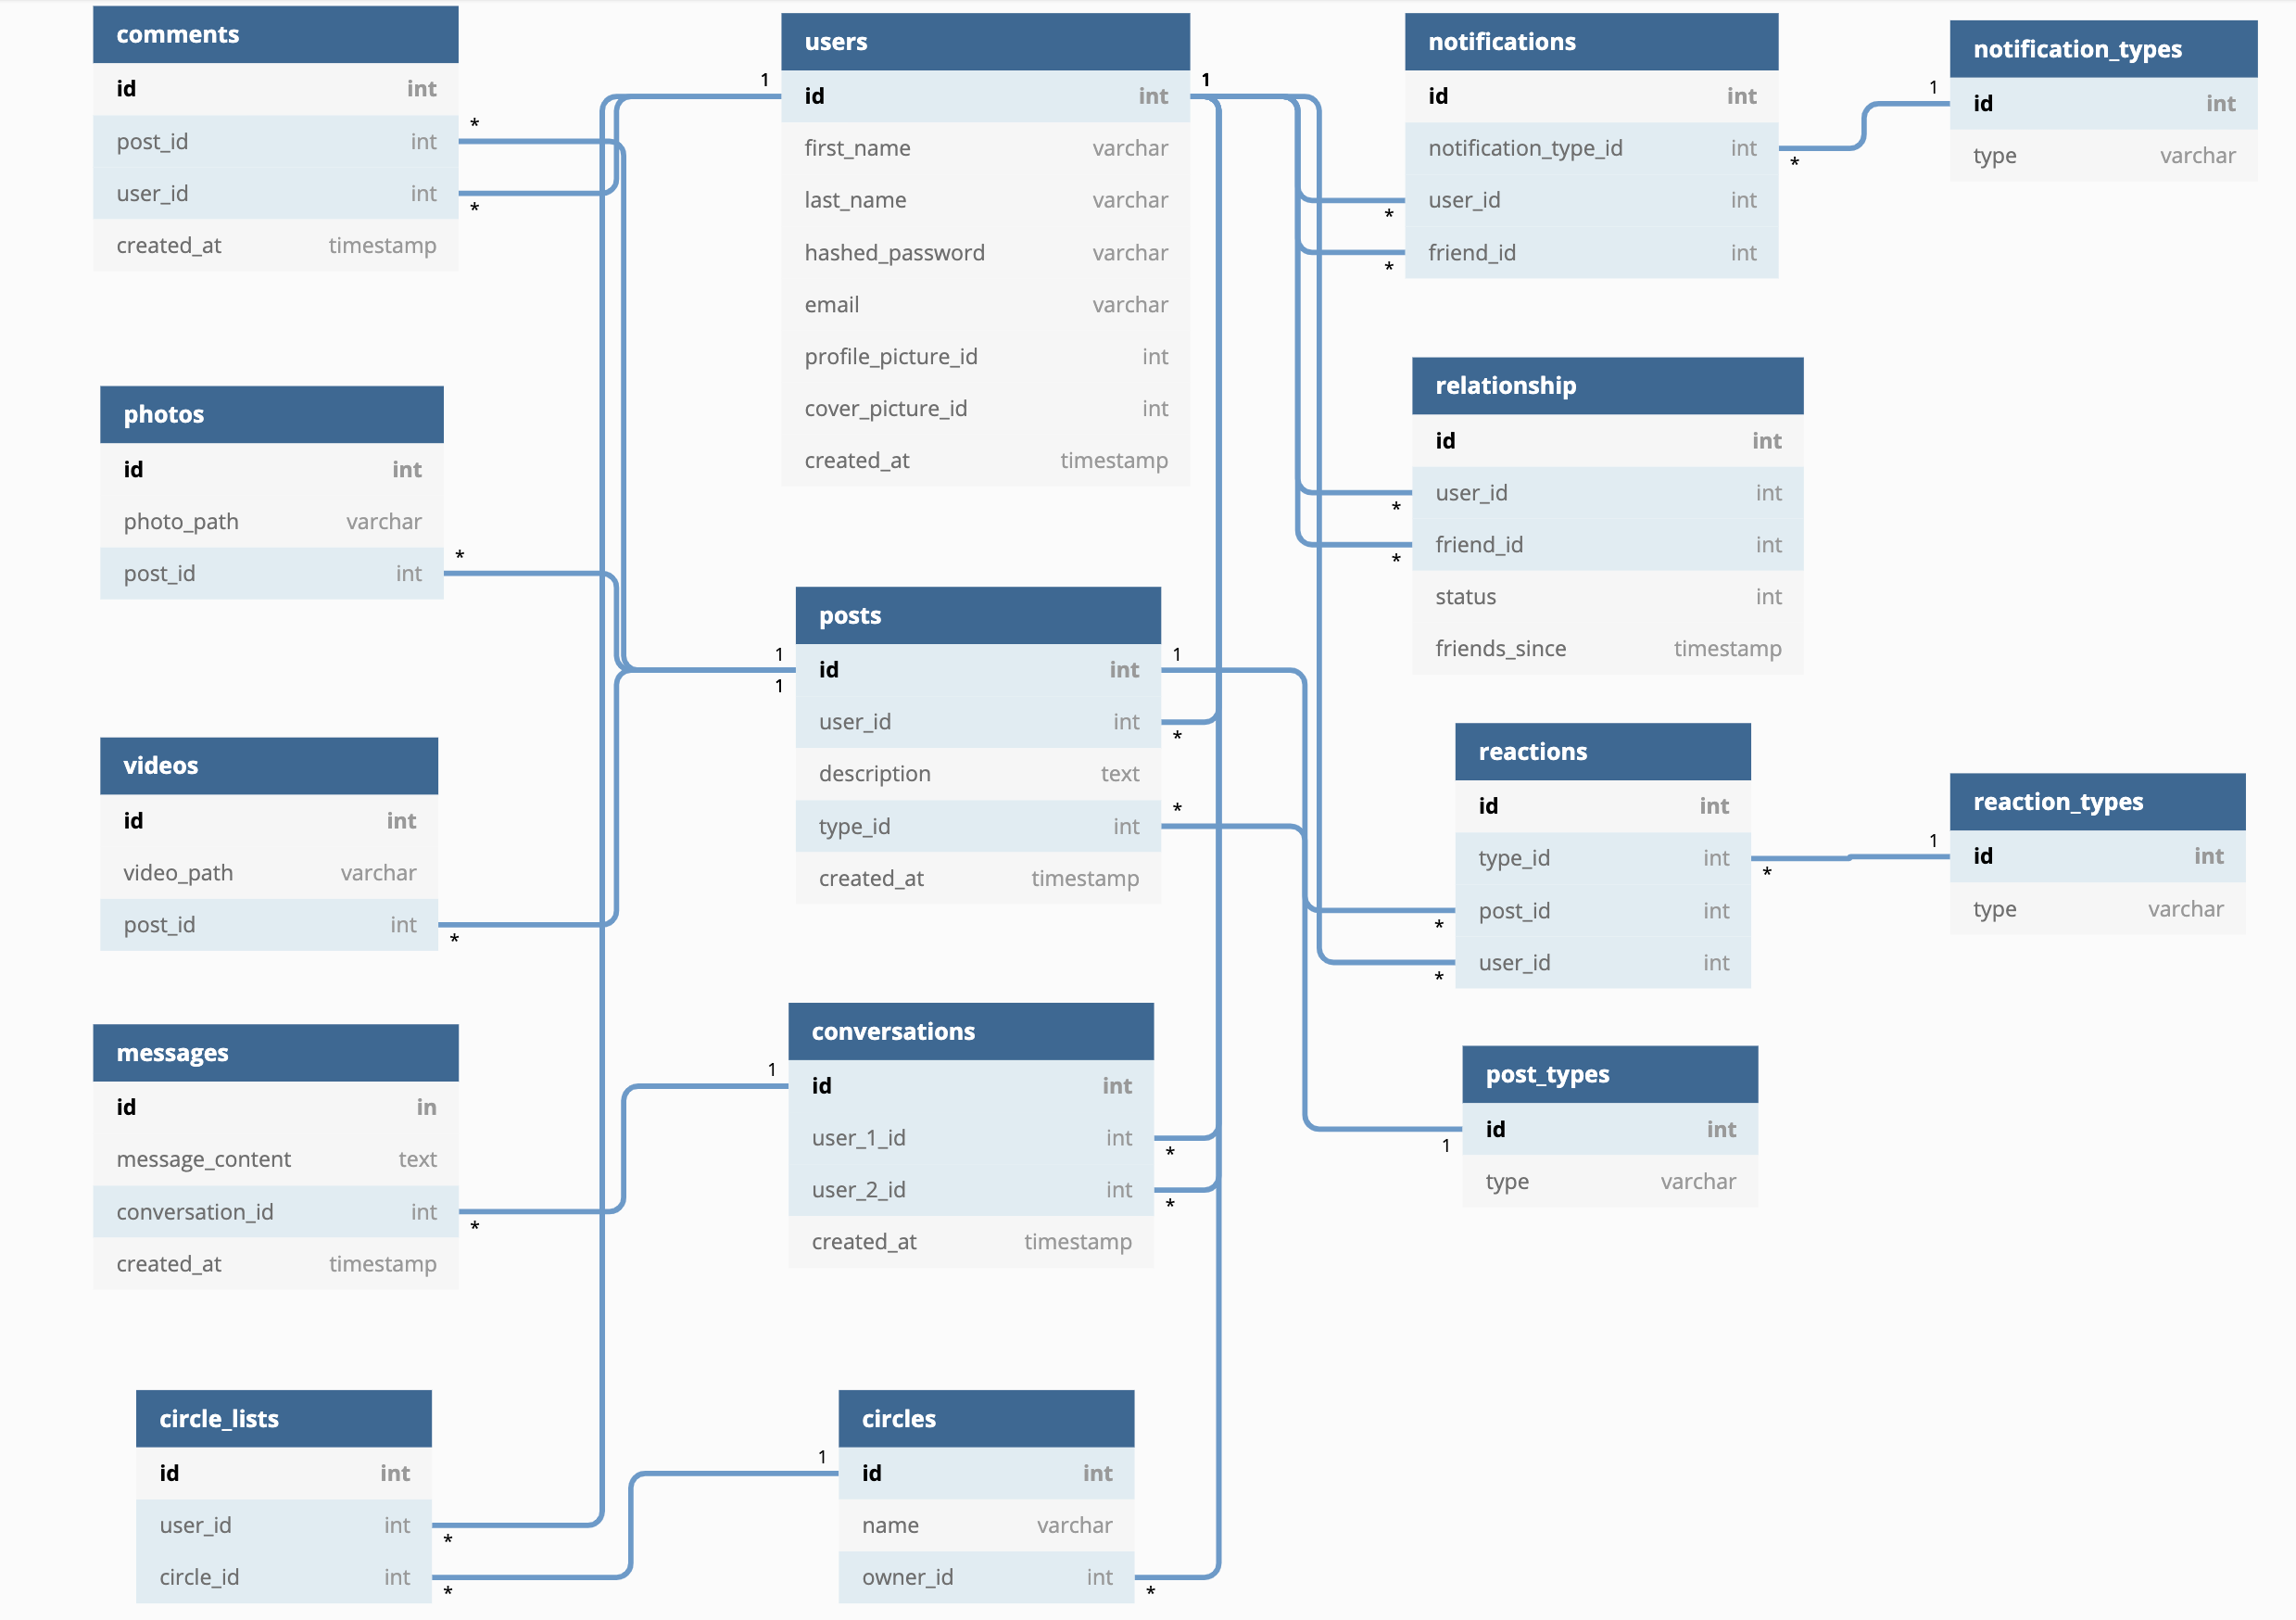 comments
id int
post_id int
user_id int
created_at timestamp
*
*
photos
id int
photo_path varchar
post_id int
*
videos
id int
video_path varchar
post_id int
*
messages
id in
message_content text
conversation_id int
created_at timestamp
*
circle_lists
id int
user_id int
circle_id int
*
*
users
1
1
id int
first_name varchar
last_name varchar
hashed_password varchar
email varchar
profile_picture_id int
cover_picture_id int
created_at timestamp
posts
1
1
1
id int
user_id int
*
description text
*
type_id int
created_at timestamp
conversations
1
id int
user_1_id int
*
user_2_id int
*
created_at timestamp
circles
1
id int
name varchar
owner_id int
*
notifications
id int
notification_type_id int
*
user_id int
*
friend_id int
*
relationship
id int
user_id int
*
friend_id int
*
status int
friends_since timestamp
reactions
id int
type_id int
*
post_id int
*
user_id int
*
post_types
id int
1
type varchar
notification_types
1
id int
type varchar
reaction_types
1
id int
type varchar